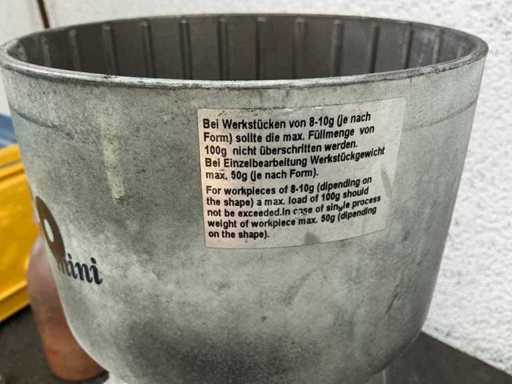 Bei Werkstücken von 8-10g (je nach
Form) sollte die max. Füllmenge von
100g nicht überschritten werden.
Bei Einzelbearbeitung Werkstückgewicht
max. 50g (je nach Form).
For workpieces of 8-10g (dipending on
the shape) a max. load of 100g should
not be exceeded.In case of single process
weight of workpiece max. 50g (dipending
on the shape).
mini